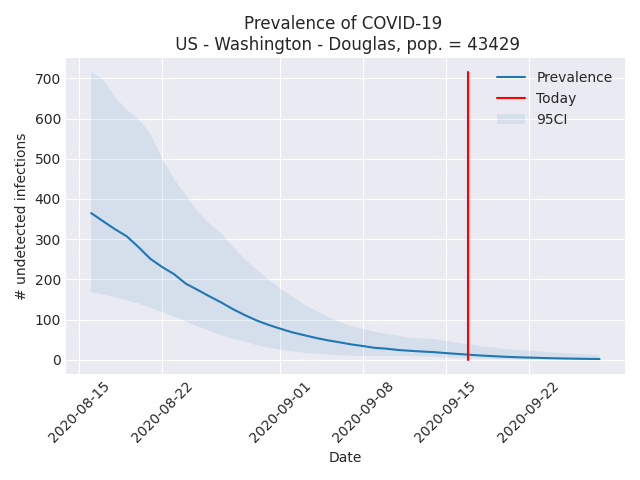 Prevalence of COVID-19
US - Washington - Douglas, pop. = 43429
Prevalence
Today
95CI
# undetected infections
700
600
500
400
300
200
100
0
2020-08-15
2020-08-22
2020-09-01
2020-09-08
2020-09-15
2020-09-22
Date